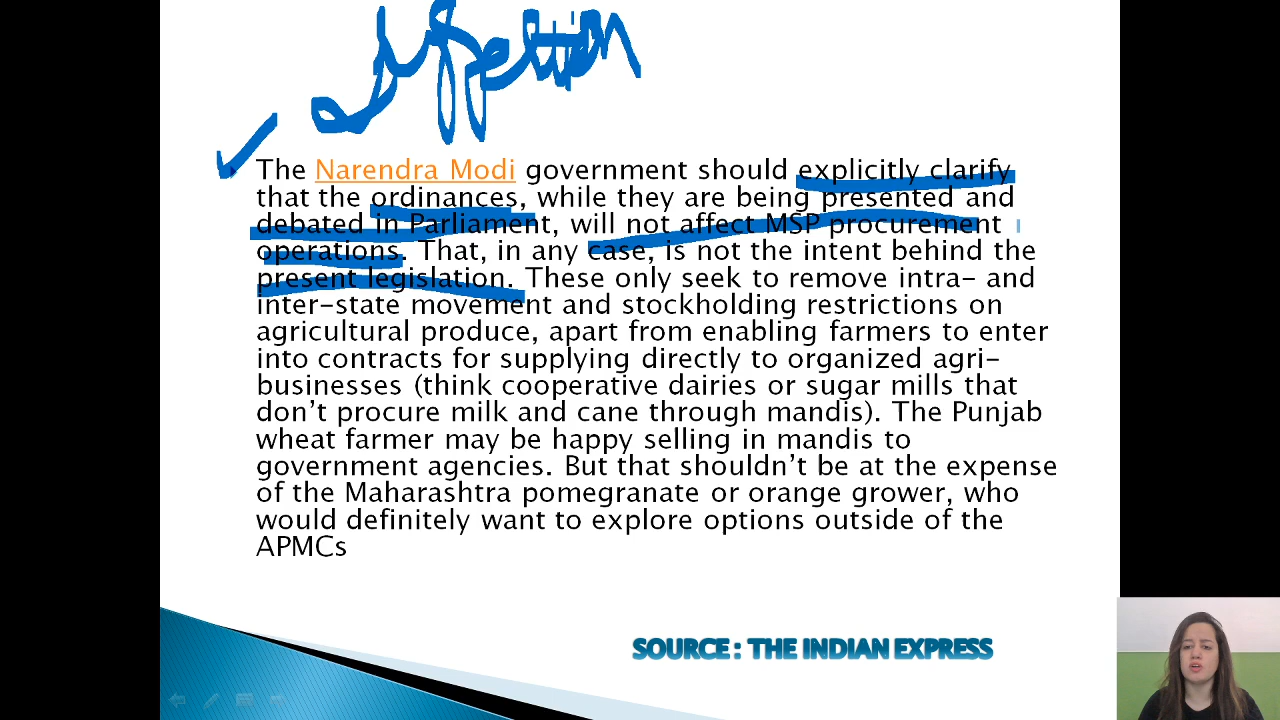 The Narendra Modi government should explicitly clarify
that the ordinances, while they are being presented and
debated in Parliament, will not affect MSP procurement
operations. That, in any case, is not the intent behind the
present legislation. These only seek to remove intra- and
inter-state movement and stockholding restrictions on
agricultural produce, apart from enabling farmers to enter
into contracts for supplying directly to organized agri-
businesses (think cooperative dairies or sugar mills that
don't procure milk and cane through mandis). The Punjab
wheat farmer may be happy selling in mandis to
government agencies. But that shouldn't be at the expense
of the Maharashtra pomegranate or orange grower, who
would definitely want to explore options outside of the
APMCs
SOURCE : THE INDIAN EXPRESS